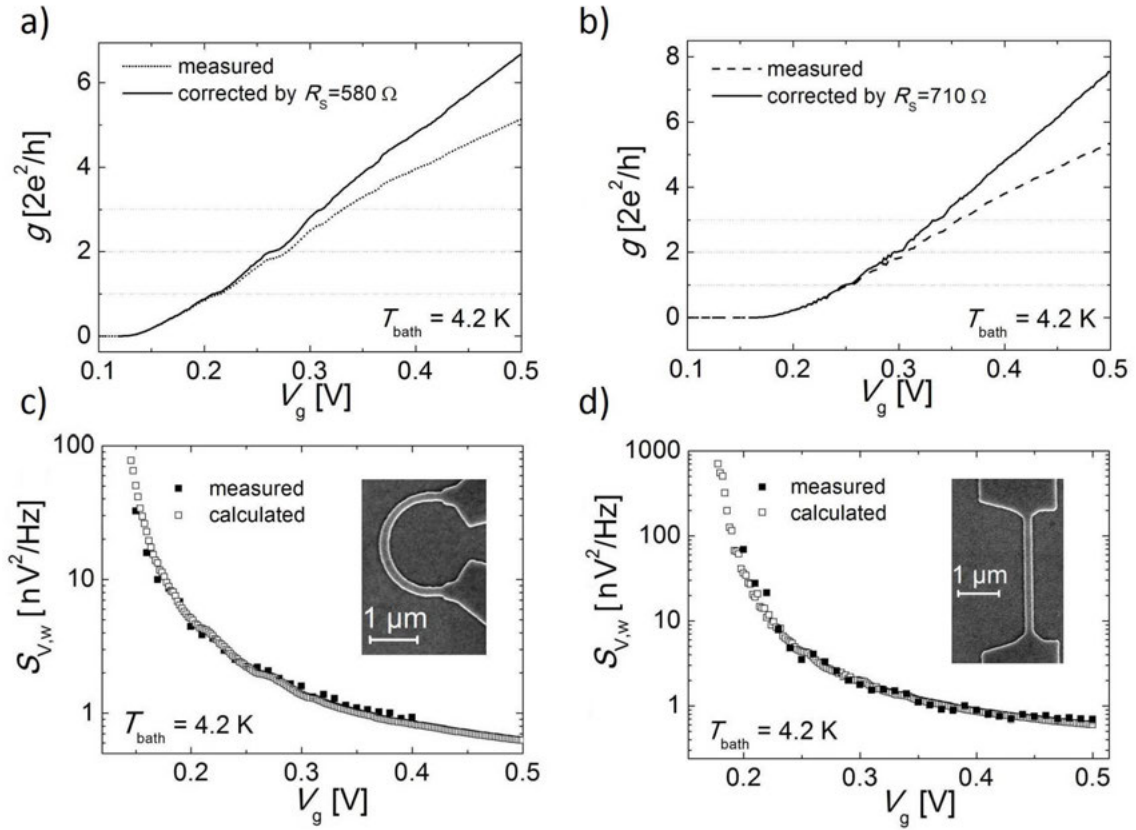 a)
measured
corrected by R_S=580 Ω
g [2e²/h]
6
4
2
0
T_bath = 4.2 K
0.1 0.2 0.3 0.4 0.5
V_g [V]
b)
measured
corrected by R_S=710 Ω
g [2e²/h]
8
6
4
2
0
T_bath = 4.2 K
0.1 0.2 0.3 0.4 0.5
V_g [V]
c)
100
10
1
S_V,w [nV²/Hz]
measured
calculated
1 µm
T_bath = 4.2 K
0.2 0.3 0.4 0.5
V_g [V]
d)
1000
100
10
1
S_V,w [nV²/Hz]
measured
calculated
1 µm
T_bath = 4.2 K
0.2 0.3 0.4 0.5
V_g [V]